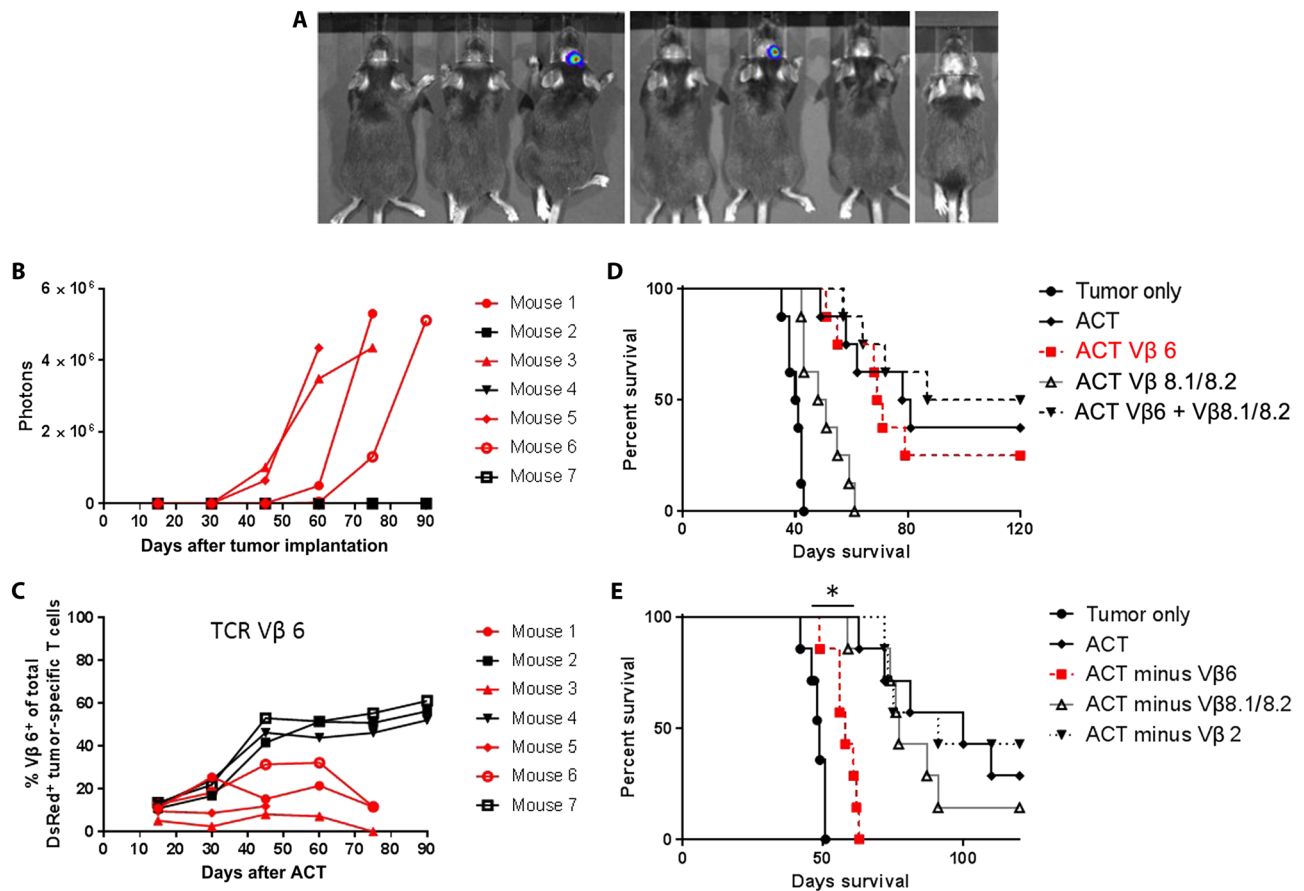 A
B
6 × 10⁶
4 × 10⁶
2 × 10⁶
0
Photons
0 10 20 30 40 50 60 70 80 90
Days after tumor implantation
Mouse 1
Mouse 2
Mouse 3
Mouse 4
Mouse 5
Mouse 6
Mouse 7
C
TCR Vβ 6
% Vβ 6⁺ of total
DsRed⁺ tumor-specific T cells
100
80
60
40
20
0
0 10 20 30 40 50 60 70 80 90
Days after ACT
Mouse 1
Mouse 2
Mouse 3
Mouse 4
Mouse 5
Mouse 6
Mouse 7
D
100
50
0
Percent survival
0 40 80 120
Days survival
Tumor only
ACT
ACT Vβ 6
ACT Vβ 8.1/8.2
ACT Vβ6 + Vβ8.1/8.2
E
*
100
50
0
Percent survival
0 50 100
Days survival
Tumor only
ACT
ACT minus Vβ6
ACT minus Vβ8.1/8.2
ACT minus Vβ 2